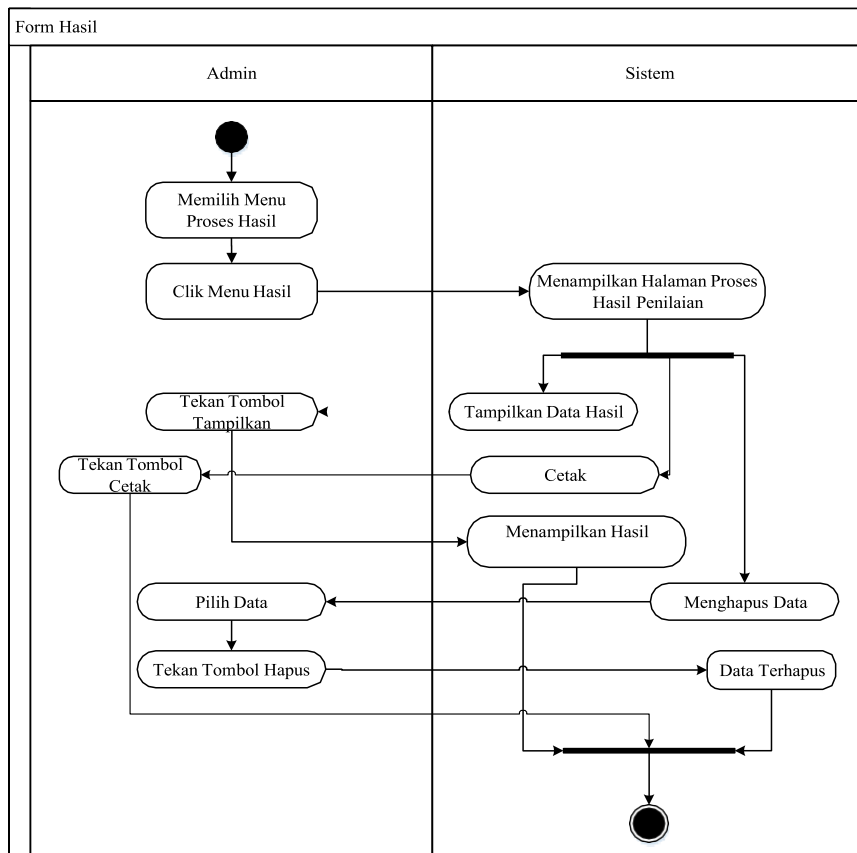 Form Hasil
Admin
Sistem
Memilih Menu
Proses Hasil
Clik Menu Hasil
Menampilkan Halaman Proses
Hasil Penilaian
Tekan Tombol
Tampilkan
Tampilkan Data Hasil
Tekan Tombol
Cetak
Cetak
Menampilkan Hasil
Pilih Data
Menghapus Data
Tekan Tombol Hapus
Data Terhapus